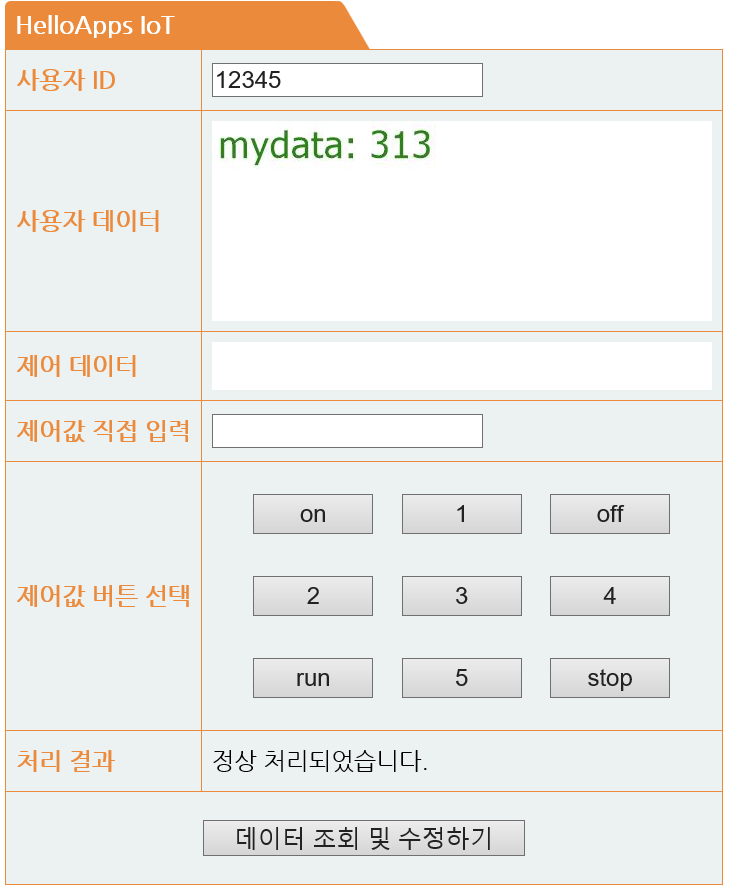 HelloApps IoT
사용자 ID
12345
사용자 데이터
mydata: 313
제어 데이터
제어값 직접 입력
제어값 버튼 선택
on 1 off
2 3 4
run 5 stop
처리 결과
정상 처리되었습니다.
데이터 조회 및 수정하기